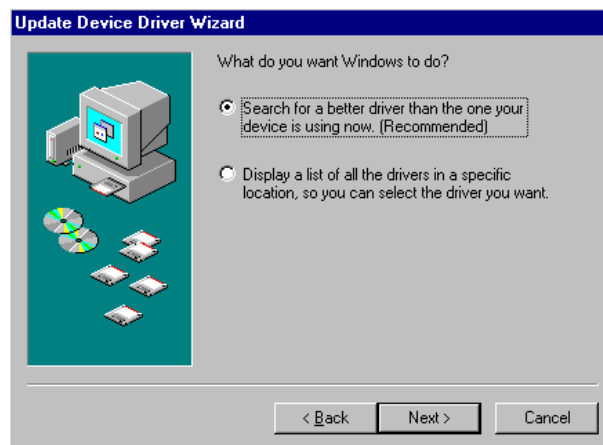 Update Device Driver Wizard
What do you want Windows to do?
Search for a better driver than the one your
device is using now. (Recommended)
Display a list of all the drivers in a specific
location, so you can select the driver you want.
< Back
Next >
Cancel